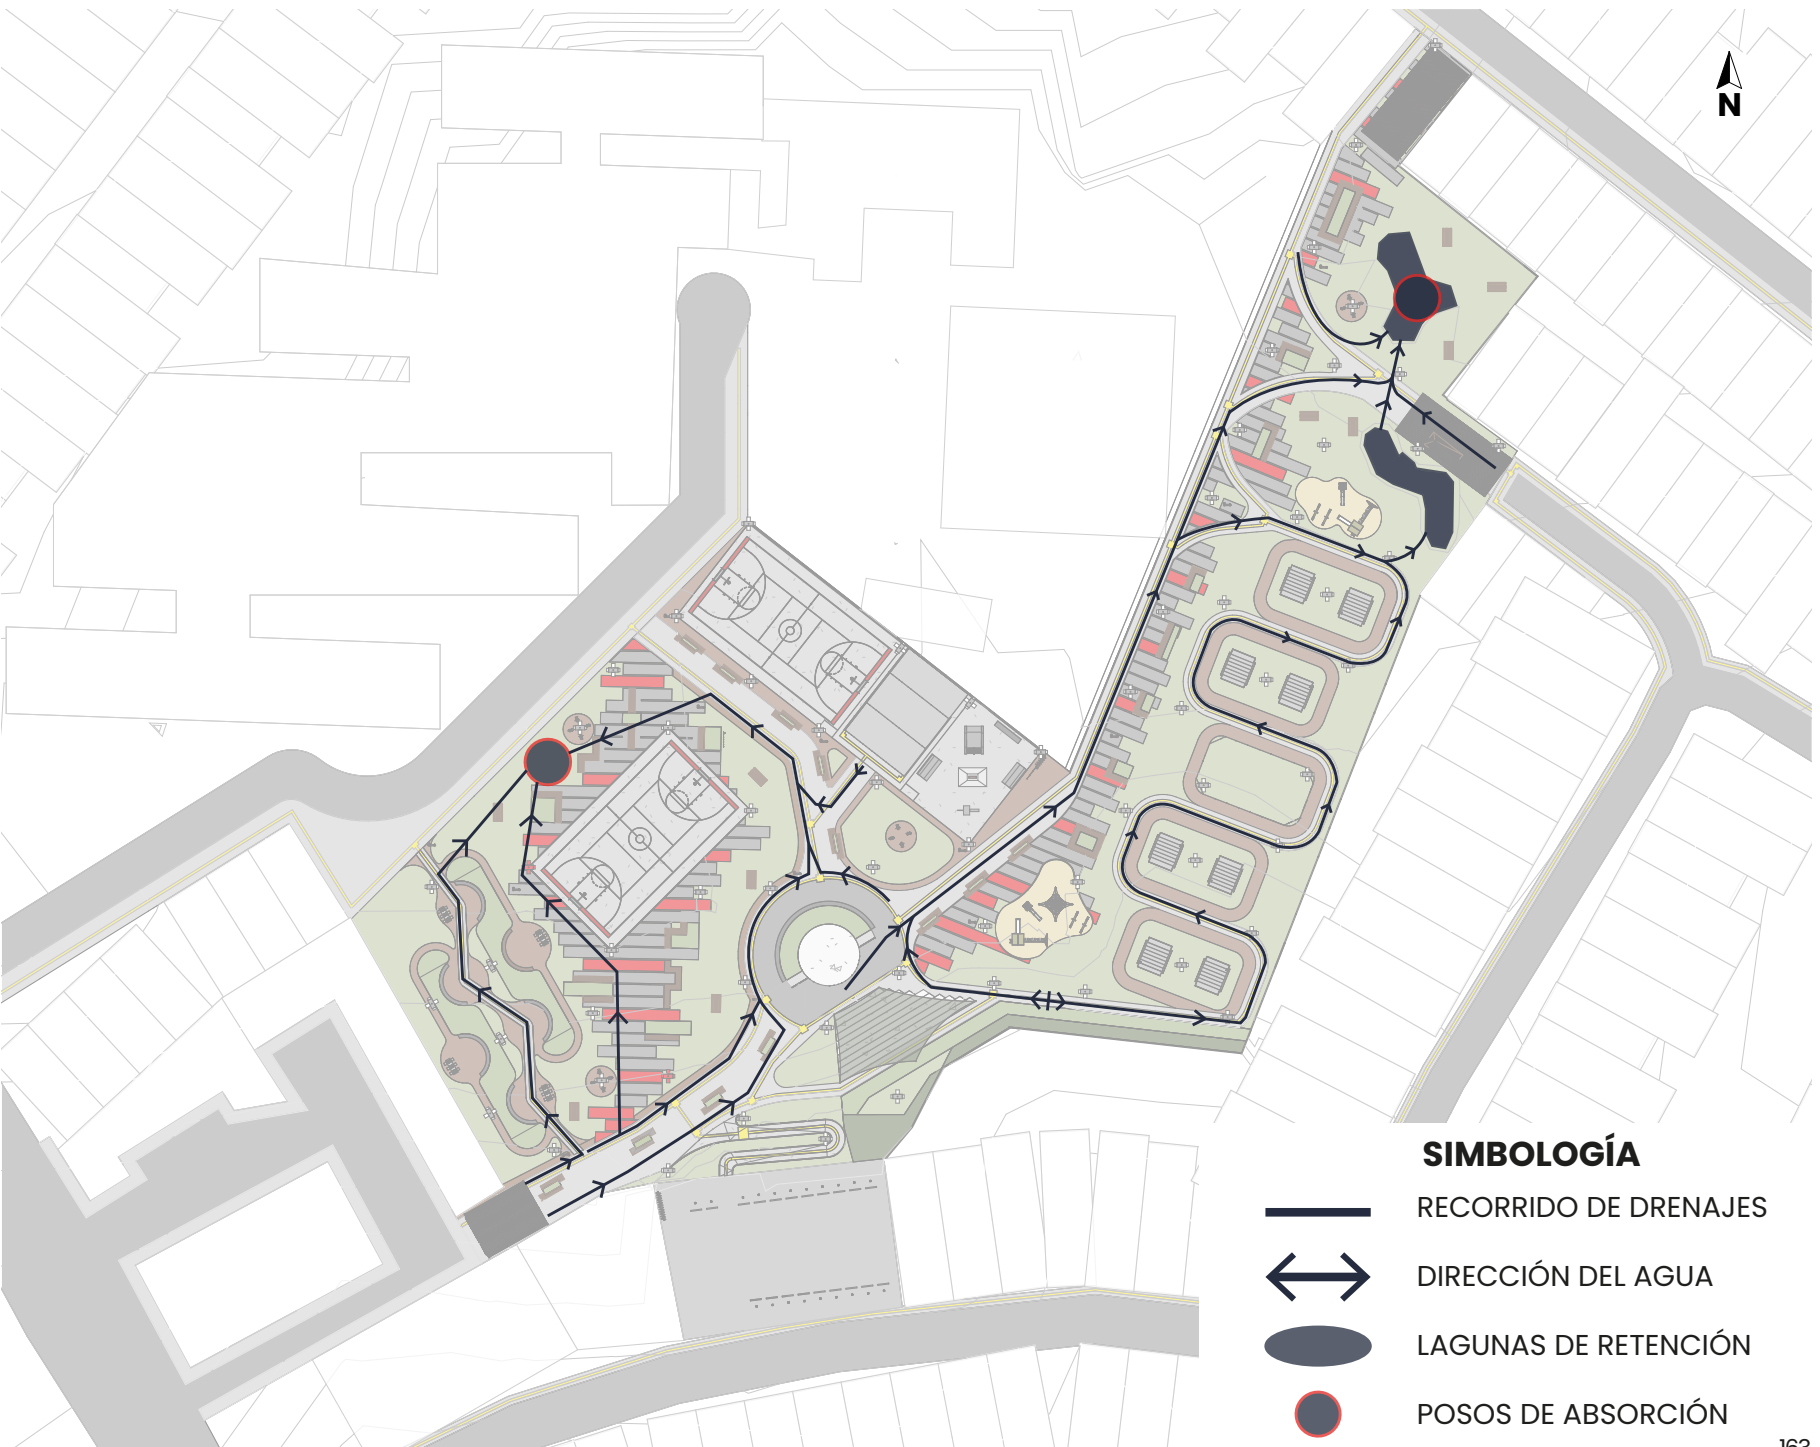 N
SIMBOLOGÍA
RECORRIDO DE DRENAJES
DIRECCIÓN DEL AGUA
LAGUNAS DE RETENCIÓN
POSOS DE ABSORCIÓN